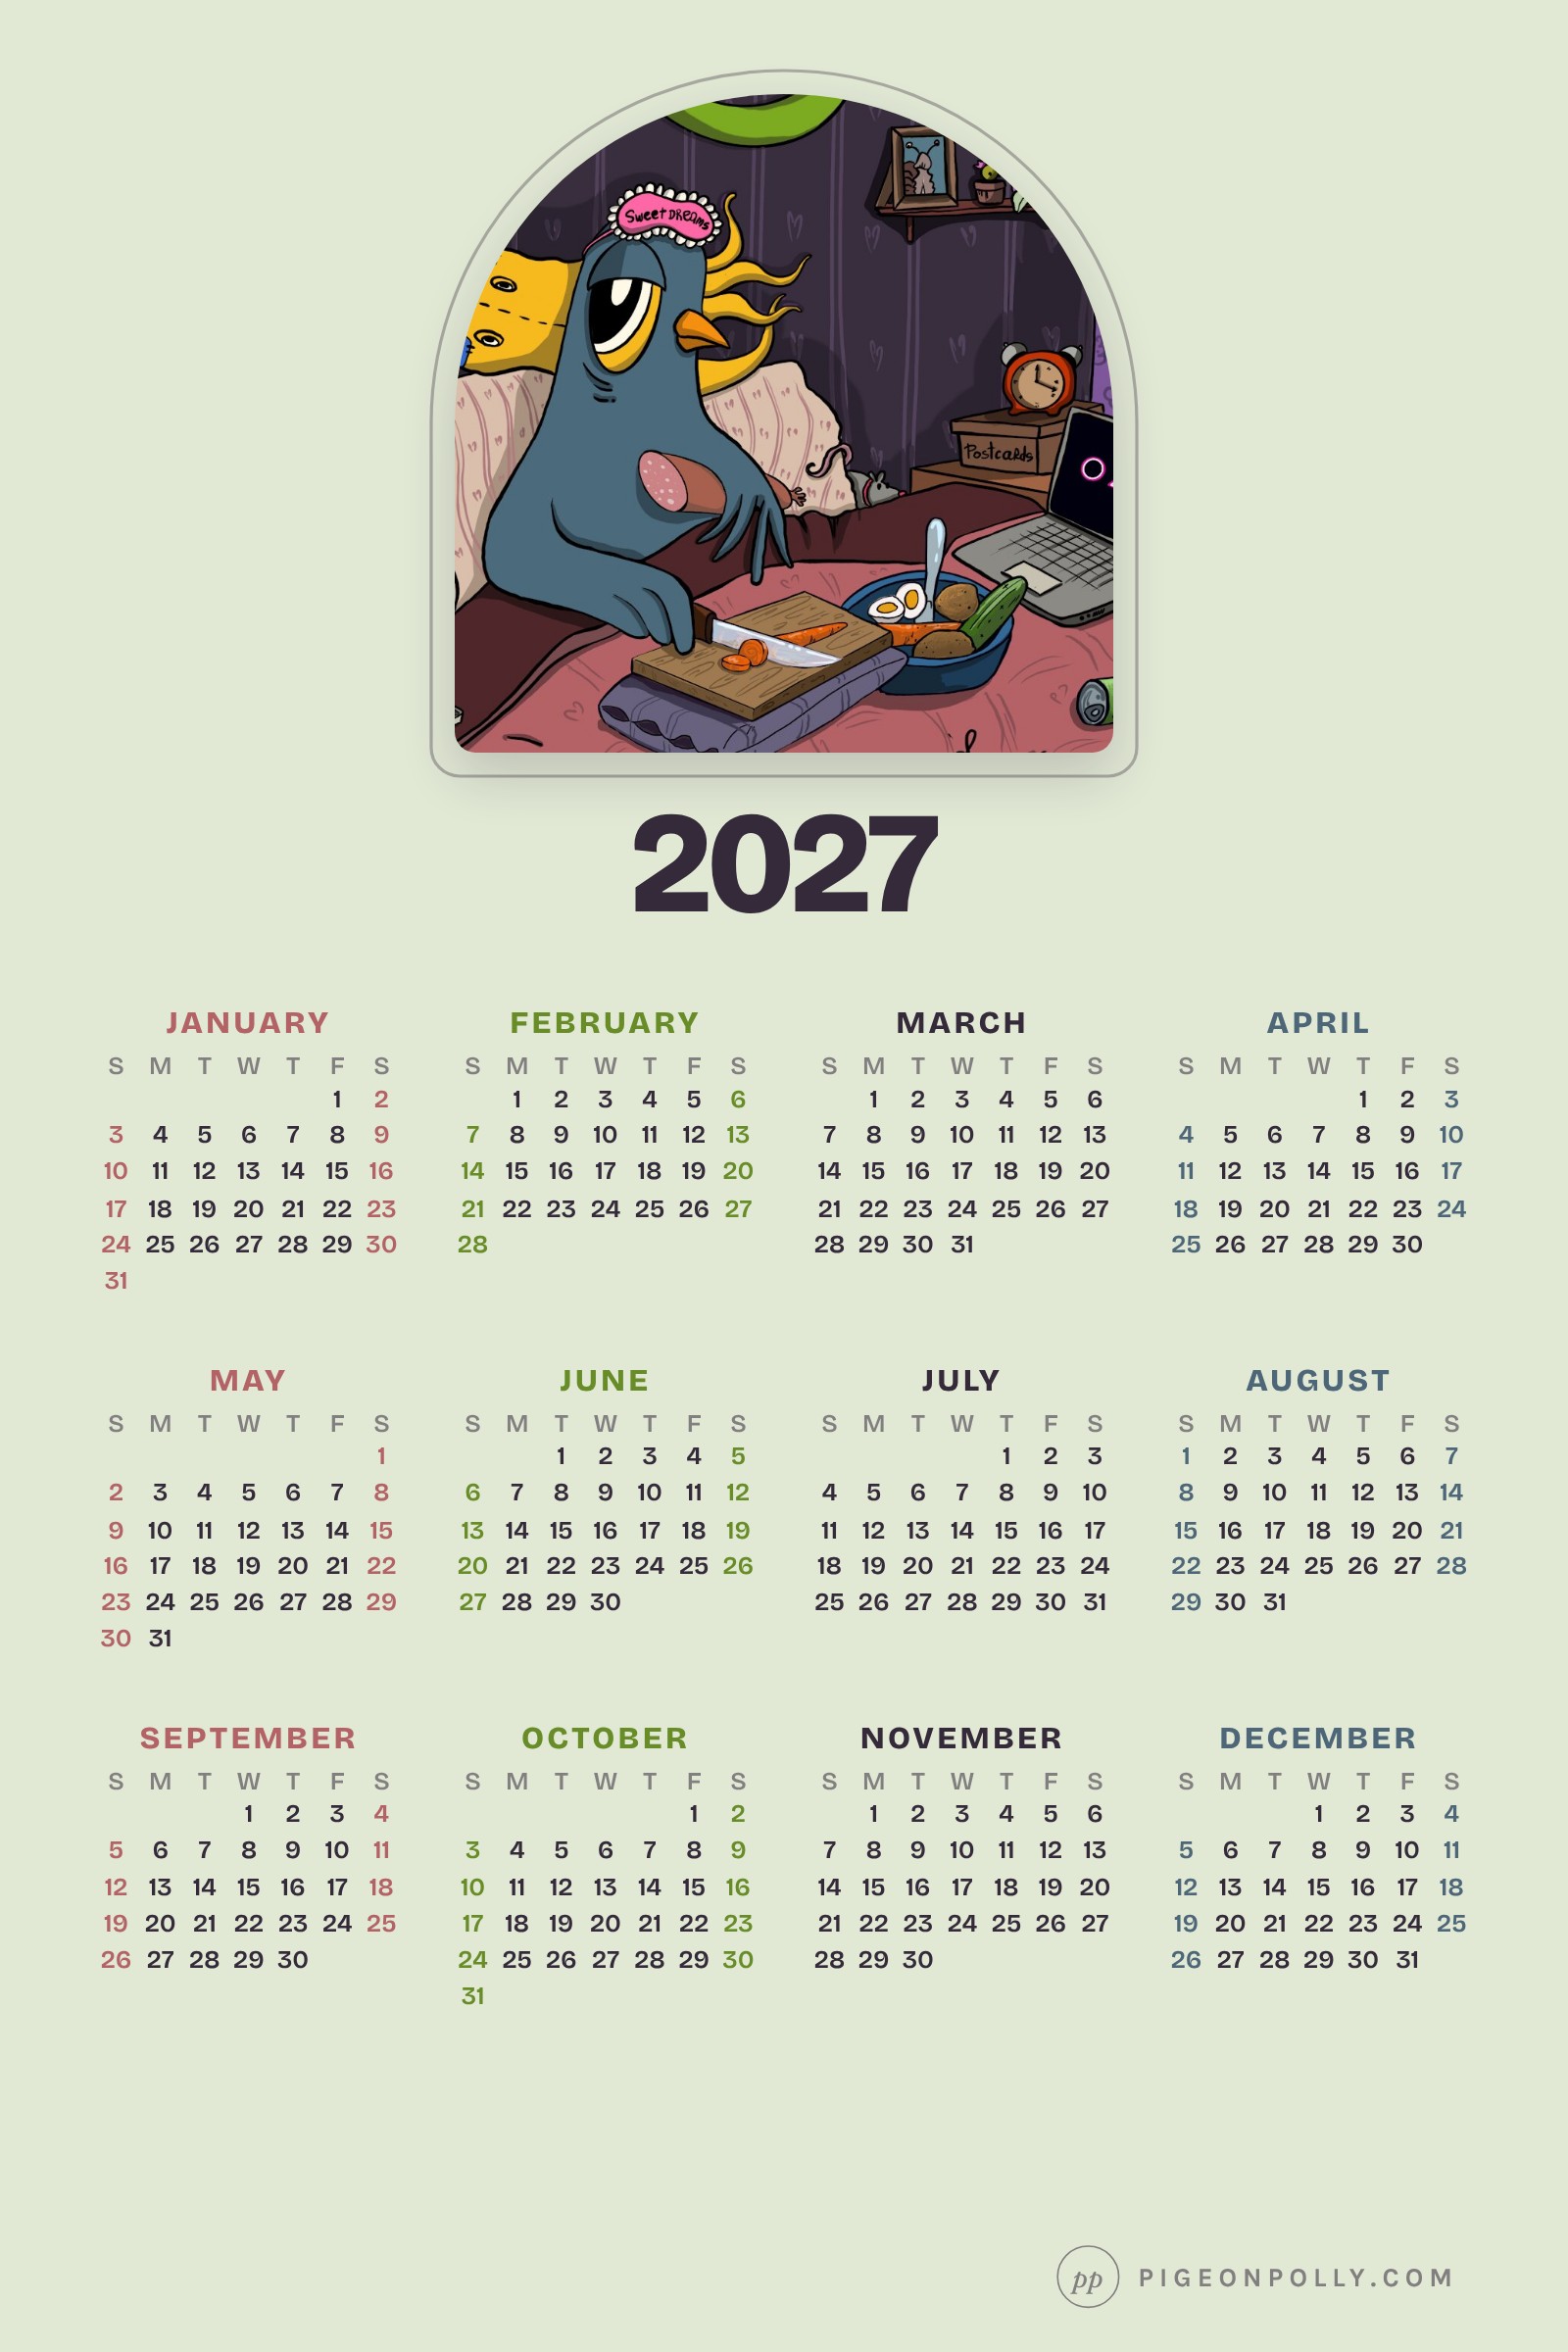 Sweet DReams
Postcards
2027
JANUARY FEBRUARY MARCH APRIL
S M T W T F S S M T W T F S S M T W T F S S M T W T F S
1 2 1 2 3 4 5 6 1 2 3 4 5 6 1 2 3
3 4 5 6 7 8 9 7 8 9 10 11 12 13 7 8 9 10 11 12 13 4 5 6 7 8 9 10
10 11 12 13 14 15 16 14 15 16 17 18 19 20 14 15 16 17 18 19 20 11 12 13 14 15 16 17
17 18 19 20 21 22 23 21 22 23 24 25 26 27 21 22 23 24 25 26 27 18 19 20 21 22 23 24
24 25 26 27 28 29 30 28 28 29 30 31 25 26 27 28 29 30
31
MAY JUNE JULY AUGUST
S M T W T F S S M T W T F S S M T W T F S S M T W T F S
1 1 2 3 4 5 1 2 3 1 2 3 4 5 6 7
2 3 4 5 6 7 8 6 7 8 9 10 11 12 4 5 6 7 8 9 10 8 9 10 11 12 13 14
9 10 11 12 13 14 15 13 14 15 16 17 18 19 11 12 13 14 15 16 17 15 16 17 18 19 20 21
16 17 18 19 20 21 22 20 21 22 23 24 25 26 18 19 20 21 22 23 24 22 23 24 25 26 27 28
23 24 25 26 27 28 29 27 28 29 30 25 26 27 28 29 30 31 29 30 31
30 31
SEPTEMBER OCTOBER NOVEMBER DECEMBER
S M T W T F S S M T W T F S S M T W T F S S M T W T F S
1 2 3 4 1 2 1 2 3 4 5 6 1 2 3 4
5 6 7 8 9 10 11 3 4 5 6 7 8 9 7 8 9 10 11 12 13 5 6 7 8 9 10 11
12 13 14 15 16 17 18 10 11 12 13 14 15 16 14 15 16 17 18 19 20 12 13 14 15 16 17 18
19 20 21 22 23 24 25 17 18 19 20 21 22 23 21 22 23 24 25 26 27 19 20 21 22 23 24 25
26 27 28 29 30 24 25 26 27 28 29 30 28 29 30 26 27 28 29 30 31
31
pp PIGEONPOLLY.COM